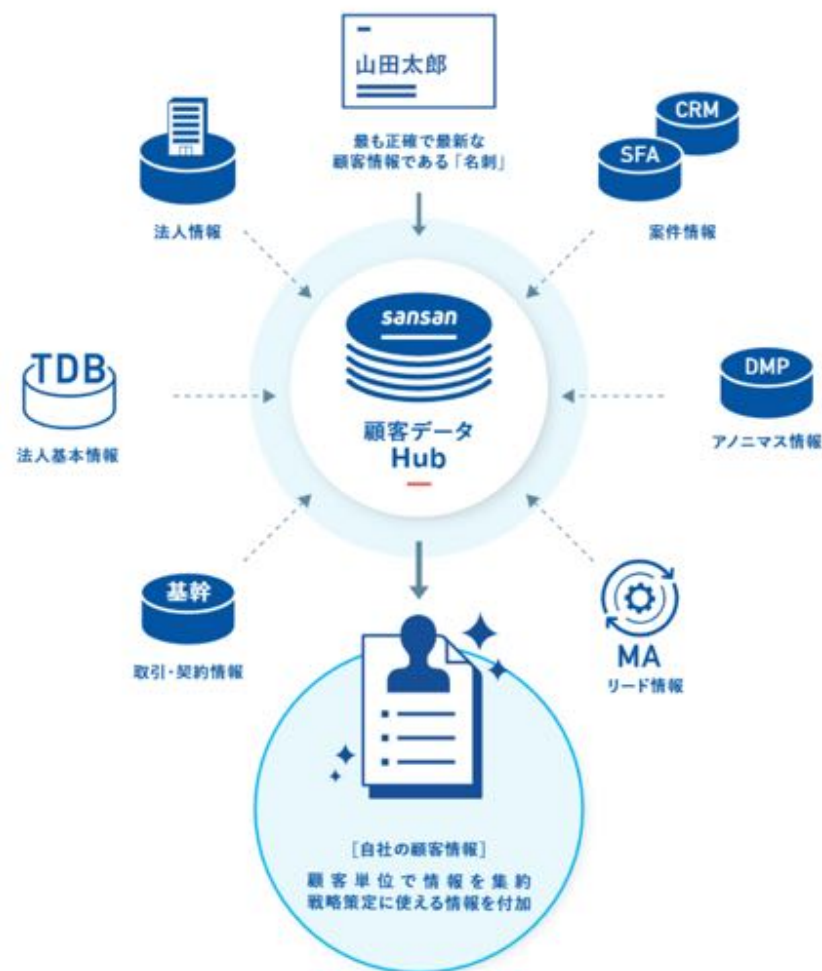 山田太郎
最も正確で最新な
顧客情報である「名刺」
法人情報
CRM
SFA
案件情報
sansan
顧客データ
Hub
TDB
法人基本情報
DMP
アノニマス情報
基幹
取引・契約情報
MA
リード情報
[自社の顧客情報]
顧客単位で情報を集約
戦略策定に使える情報を付加